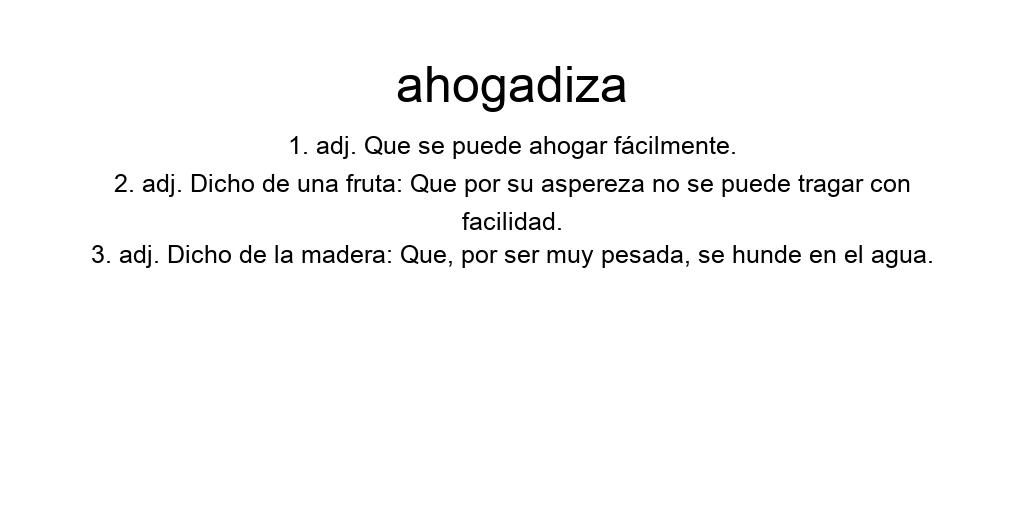 ahogadiza
1. adj. Que se puede ahogar fácilmente.
2. adj. Dicho de una fruta: Que por su aspereza no se puede tragar con
facilidad.
3. adj. Dicho de la madera: Que, por ser muy pesada, se hunde en el agua.